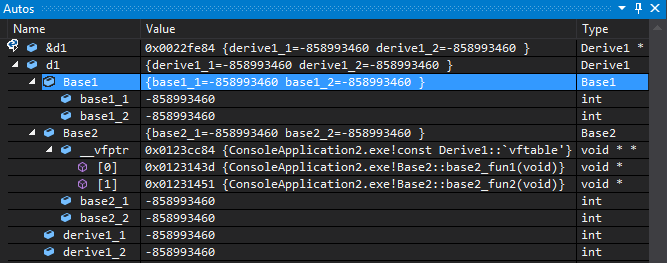 Autos
Name Value Type
&d1 0x0022fe84 {derive1_1=-858993460 derive1_2=-858993460 } Derive1 *
d1 {derive1_1=-858993460 derive1_2=-858993460 } Derive1
Base1 {base1_1=-858993460 base1_2=-858993460 } Base1
base1_1 -858993460 int
base1_2 -858993460 int
Base2 {base2_1=-858993460 base2_2=-858993460 } Base2
__vfptr 0x0123cc84 {ConsoleApplication2.exe!const Derive1::`vftable'} void * *
[0] 0x0123143d {ConsoleApplication2.exe!Base2::base2_fun1(void)} void *
[1] 0x01231451 {ConsoleApplication2.exe!Base2::base2_fun2(void)} void *
base2_1 -858993460 int
base2_2 -858993460 int
derive1_1 -858993460 int
derive1_2 -858993460 int